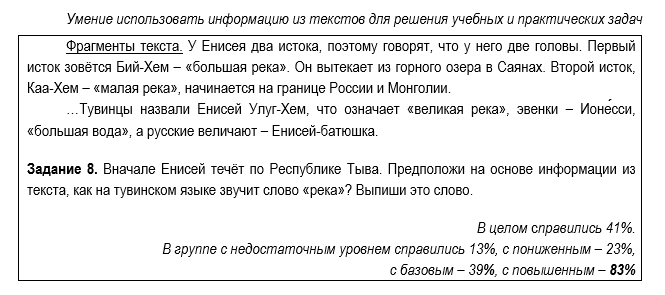 Умение использовать информацию из текстов для решения учебных и практических задач
Фрагменты текста. У Енисея два истока, поэтому говорят, что у него две головы. Первый
исток зовётся Бий-Хем – «большая река». Он вытекает из горного озера в Саянах. Второй исток,
Каа-Хем – «малая река», начинается на границе России и Монголии.
…Тувинцы назвали Енисей Улуг-Хем, что означает «великая река», эвенки – Ионе́сси,
«большая вода», а русские величают – Енисей-батюшка.
Задание 8. Вначале Енисей течёт по Республике Тыва. Предположи на основе информации из
текста, как на тувинском языке звучит слово «река»? Выпиши это слово.
В целом справились 41%.
В группе с недостаточным уровнем справились 13%, с пониженным – 23%,
с базовым – 39%, с повышенным – 83%